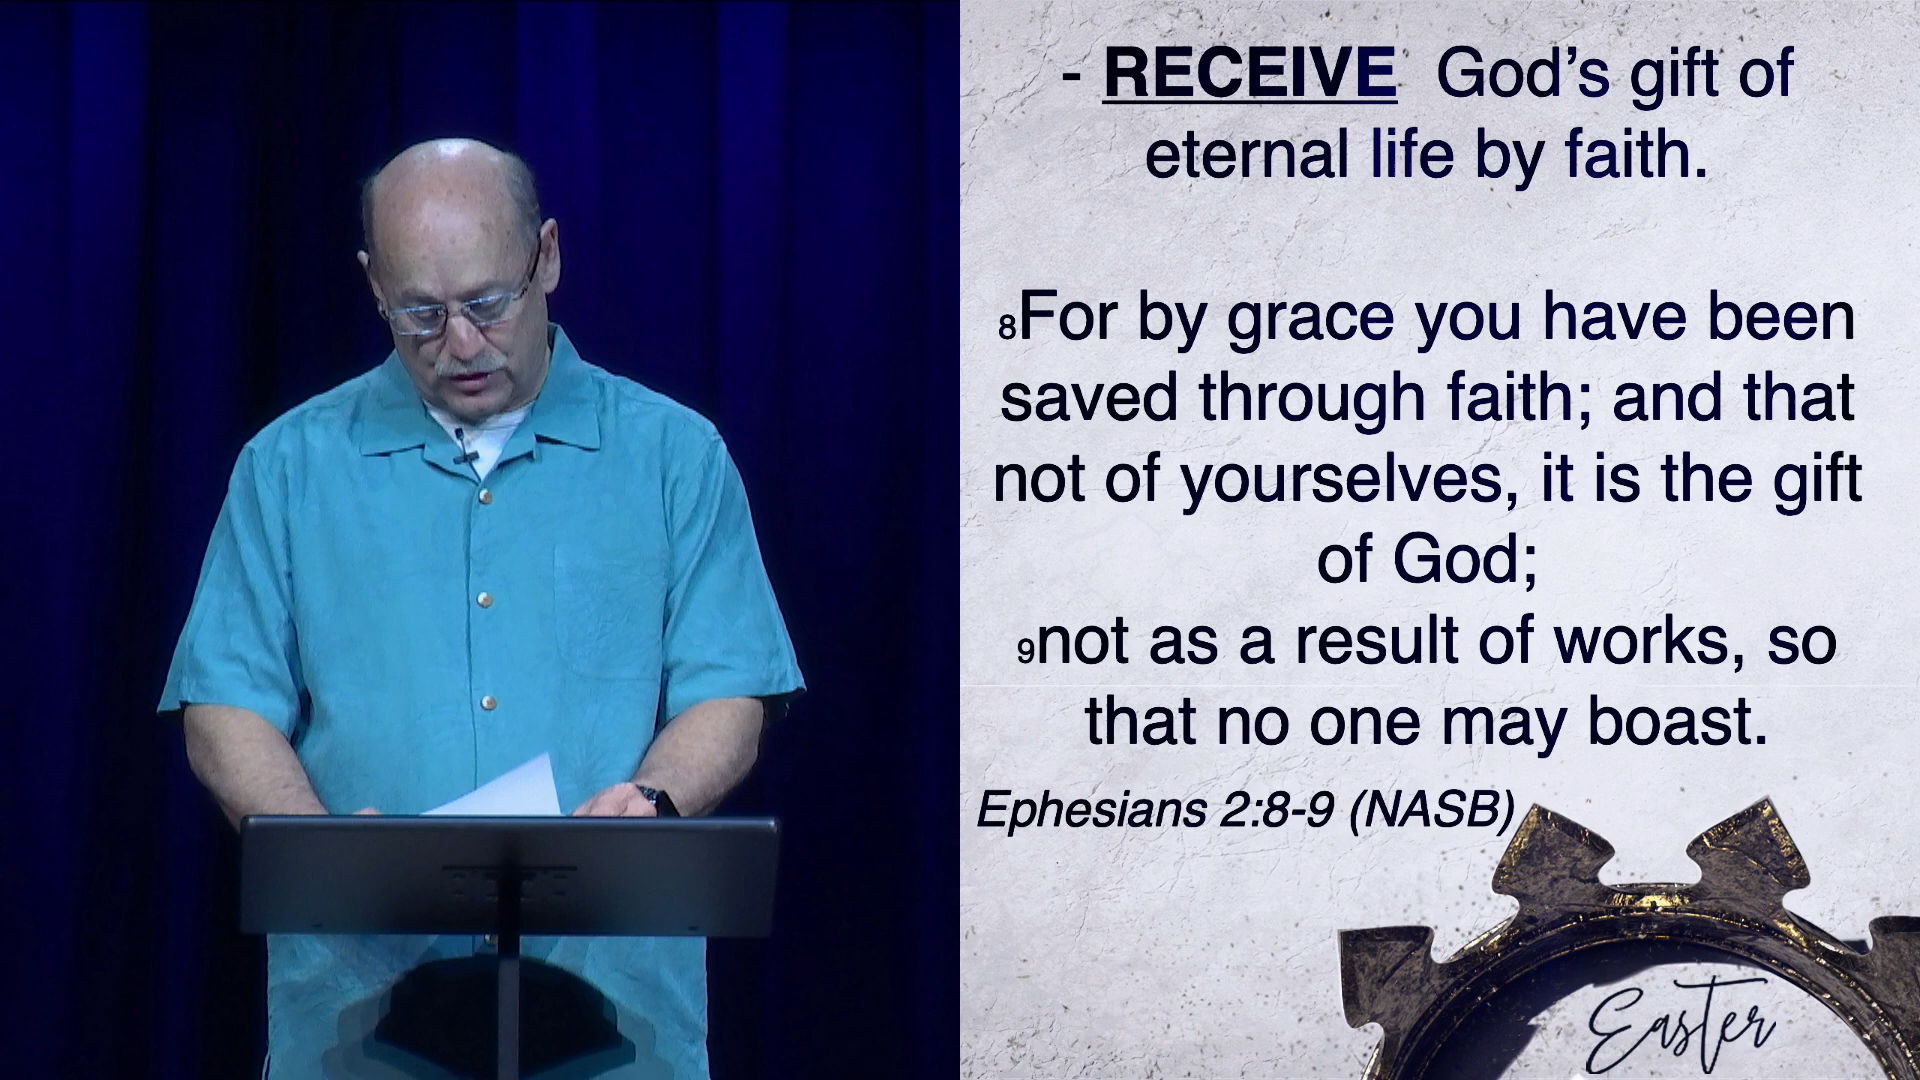 - RECEIVE God’s gift of
eternal life by faith.
8For by grace you have been
saved through faith; and that
not of yourselves, it is the gift
of God;
9not as a result of works, so
that no one may boast.
Ephesians 2:8-9 (NASB)
Easter